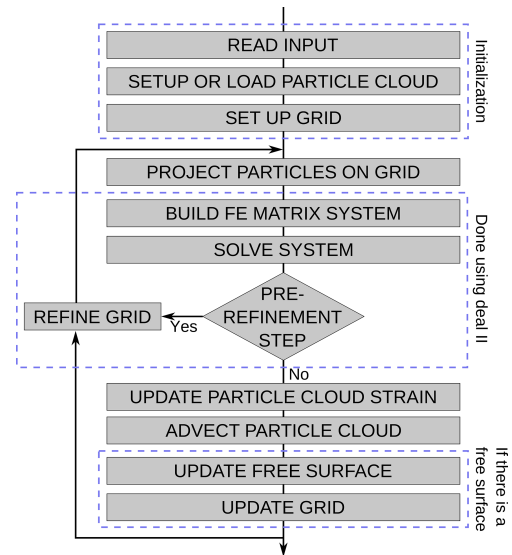 READ INPUT
SETUP OR LOAD PARTICLE CLOUD
SET UP GRID
Initialization
PROJECT PARTICLES ON GRID
BUILD FE MATRIX SYSTEM
SOLVE SYSTEM
PRE-
REFINEMENT
STEP
Yes
REFINE GRID
No
Done using deal II
UPDATE PARTICLE CLOUD STRAIN
ADVECT PARTICLE CLOUD
UPDATE FREE SURFACE
UPDATE GRID
If there is a
free surface